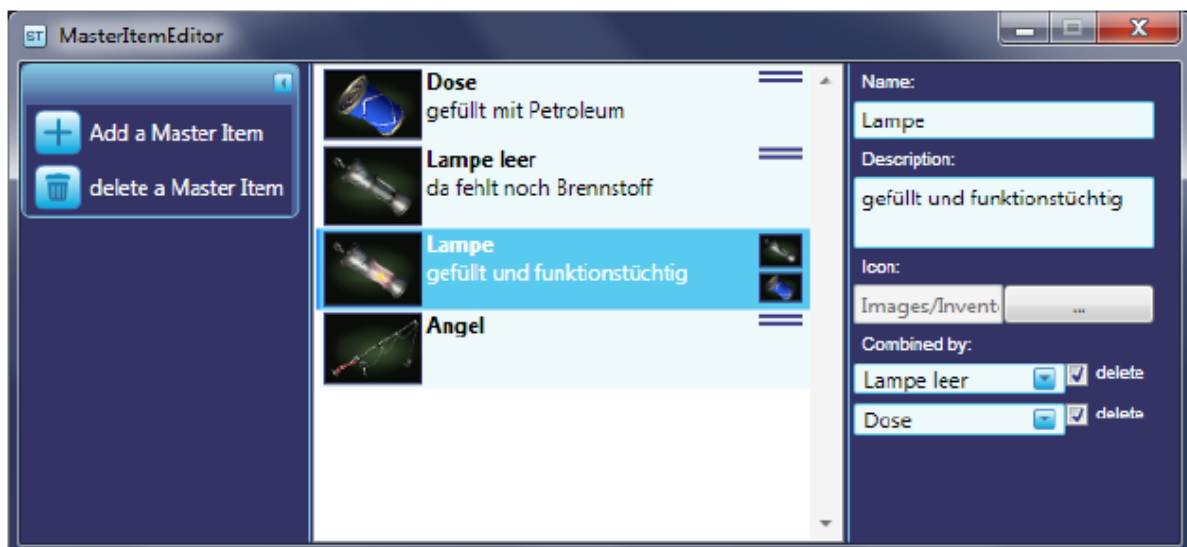 ST MasterItemEditor
Add a Master Item
delete a Master Item
Dose
gefüllt mit Petroleum
Lampe leer
da fehlt noch Brennstoff
Lampe
gefüllt und funktionstüchtig
Angel
Name:
Lampe
Description:
gefüllt und funktionstüchtig
Icon:
Images/Invent
...
Combined by:
Lampe leer delete
Dose delete